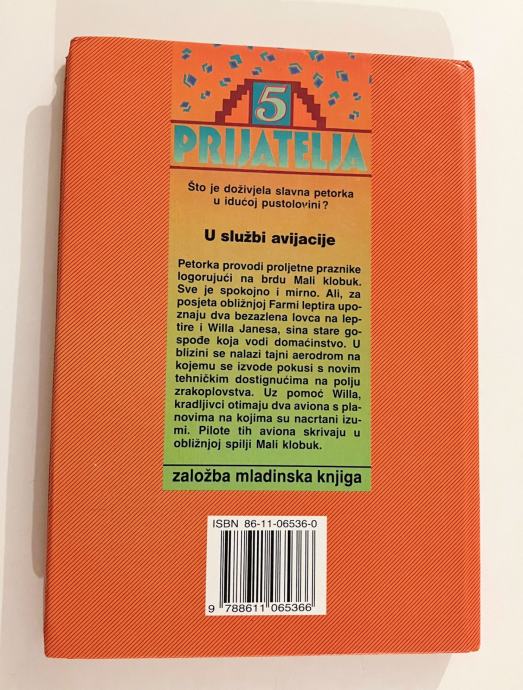 5
PRIJATELJA
Što je doživjela slavna petorka
u idućoj pustolovini?
U službi avijacije
Petorka provodi proljetne praznike
logorujući na brdu Mali klobuk.
Sve je spokojno i mirno. Ali, za
posjeta obližnjoj Farmi leptira upo-
znaju dva bezazlena lovca na lep-
tire i Willa Janesa, sina stare go-
spođe koja vodi domaćinstvo. U
blizini se nalazi tajni aerodrom na
kojemu se izvode pokusi s novim
tehničkim dostignućima na polju
zrakoplovstva. Uz pomoć Willa,
kradljivci otimaju dva aviona s pla-
novima na kojima su nacrtani izu-
mi. Pilote tih aviona skrivaju u
obližnjoj spilji Mali klobuk.
založba mladinska knjiga
ISBN 86-11-06536-0
9 788611 065366